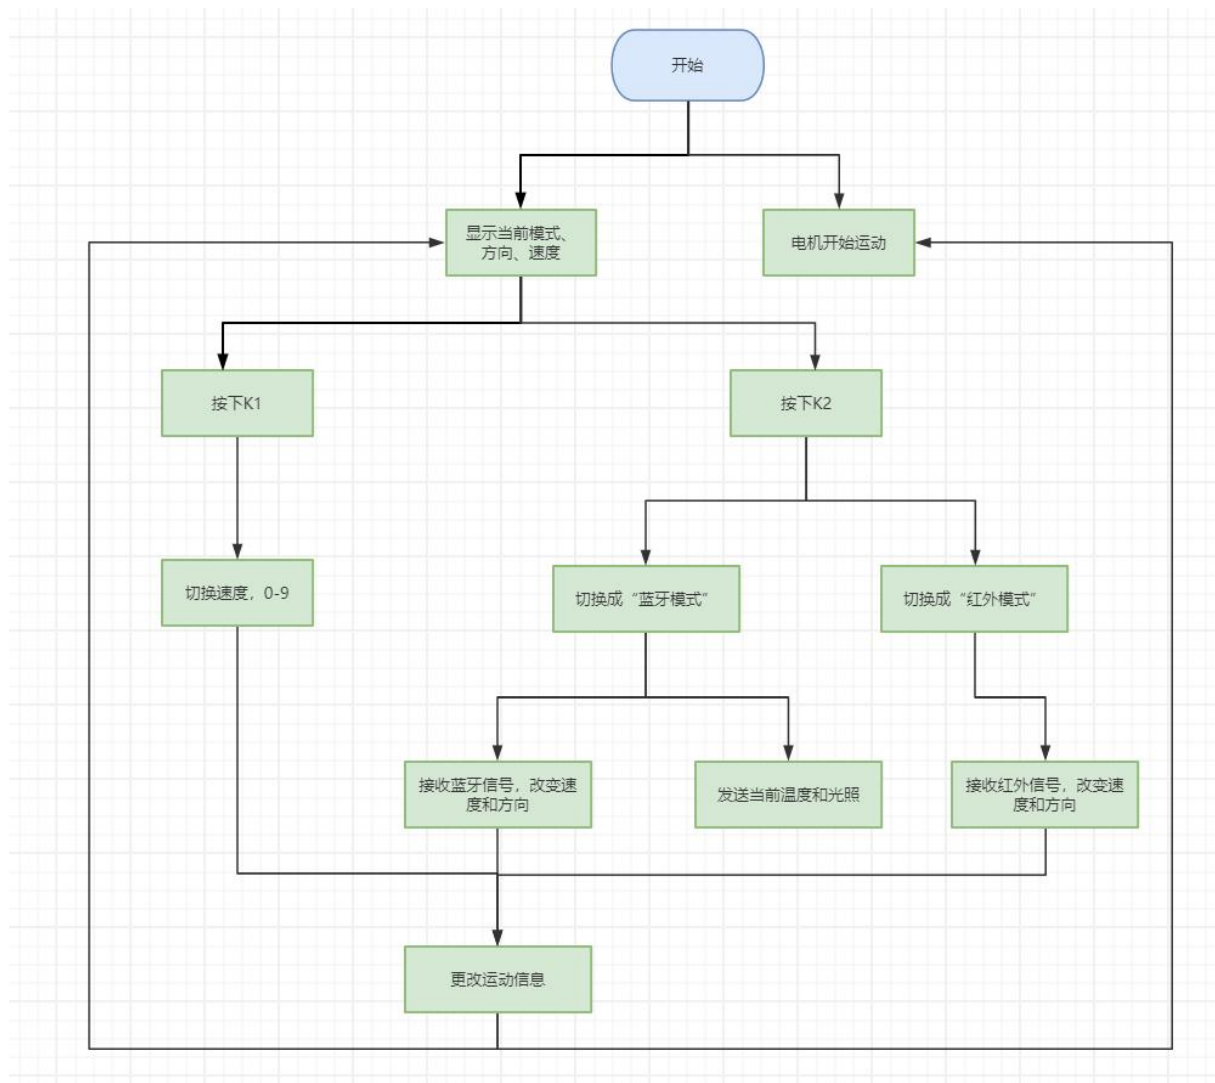 开始
显示当前模式、
方向、速度
电机开始运动
按下K1
按下K2
切换速度，0-9
切换成“蓝牙模式”
切换成“红外模式”
接收蓝牙信号，改变速
度和方向
发送当前温度和光照
接收红外信号，改变速
度和方向
更改运动信息